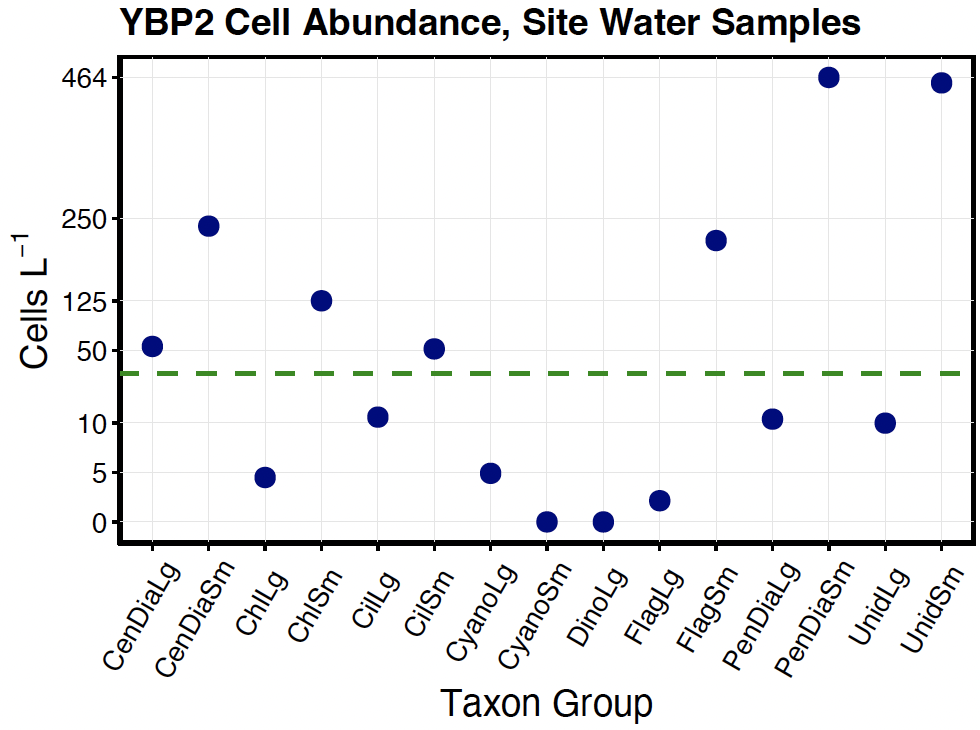 YBP2 Cell Abundance, Site Water Samples
464
250
125
50
10
5
0
Cells L⁻¹
CenDiaLg
CenDiaSm
ChlLg
ChlSm
CilLg
CilSm
CyanoLg
CyanoSm
DinoLg
FlagLg
FlagSm
PenDiaLg
PenDiaSm
UnidLg
UnidSm
Taxon Group